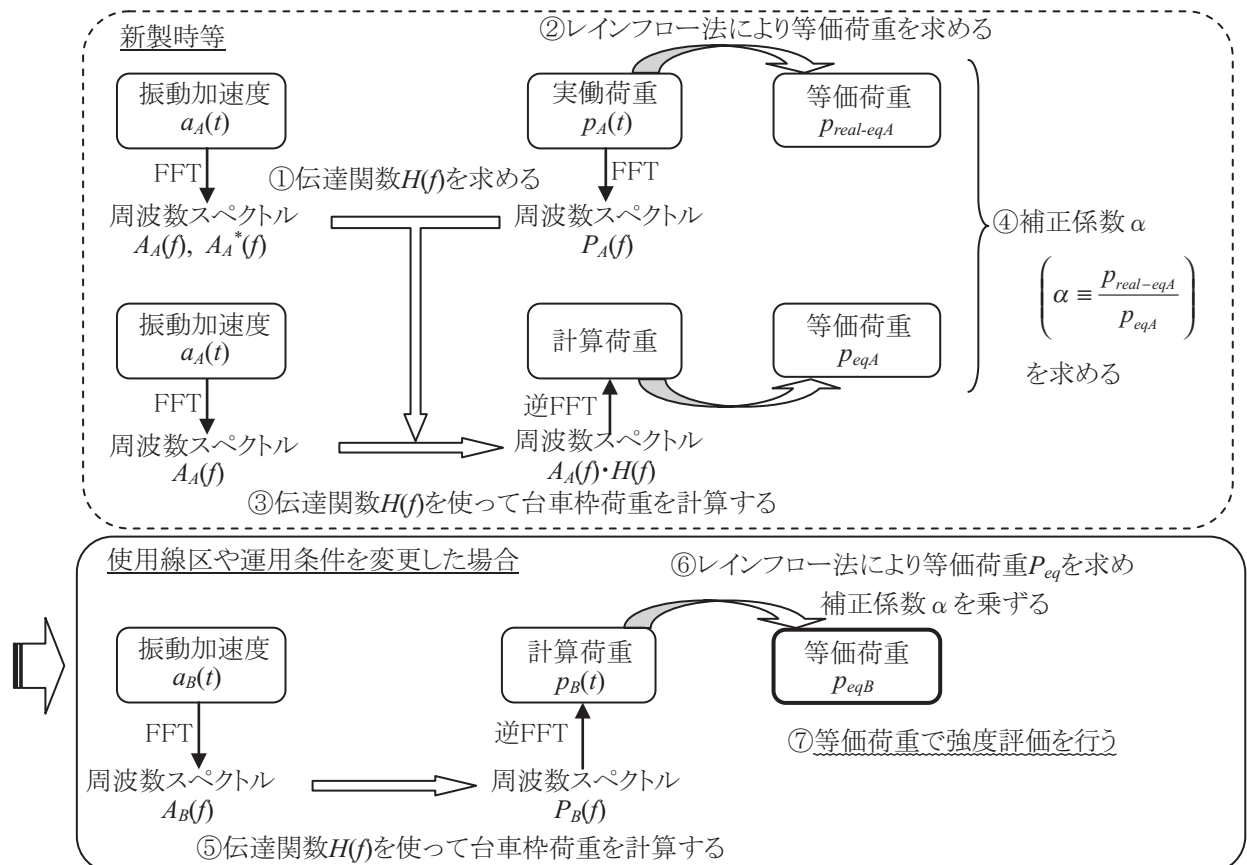 新製時等
②レインフロー法により等価荷重を求める
振動加速度
a_A(t)
実働荷重
p_A(t)
等価荷重
p_{real-eqA}
FFT
①伝達関数H(f)を求める
FFT
周波数スペクトル
A_A(f), A_A^*(f)
周波数スペクトル
P_A(f)
④補正係数 α
(α ≡ p_{real-eqA} / p_{eqA})
を求める
振動加速度
a_A(t)
計算荷重
等価荷重
p_{eqA}
FFT
逆FFT
周波数スペクトル
A_A(f)
周波数スペクトル
A_A(f)・H(f)
③伝達関数H(f)を使って台車枠荷重を計算する
使用線区や運用条件を変更した場合
⑥レインフロー法により等価荷重P_{eq}を求め
補正係数 α を乗ずる
振動加速度
a_B(t)
計算荷重
p_B(t)
等価荷重
p_{eqB}
FFT
逆FFT
⑦等価荷重で強度評価を行う
周波数スペクトル
A_B(f)
周波数スペクトル
P_B(f)
⑤伝達関数H(f)を使って台車枠荷重を計算する